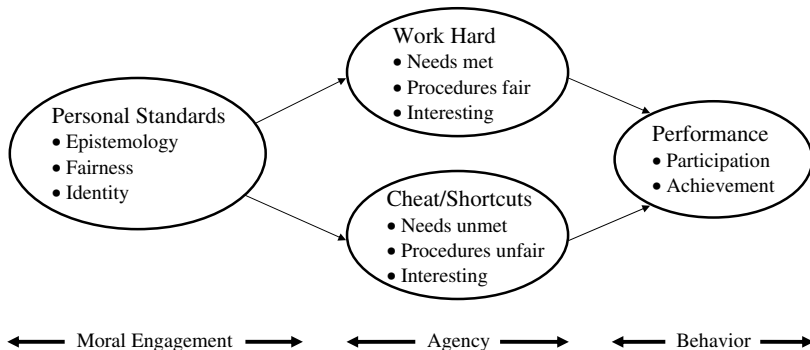 Work Hard
• Needs met
• Procedures fair
• Interesting
Personal Standards
• Epistemology
• Fairness
• Identity
Performance
• Participation
• Achievement
Cheat/Shortcuts
• Needs unmet
• Procedures unfair
• Interesting
Moral Engagement
Agency
Behavior